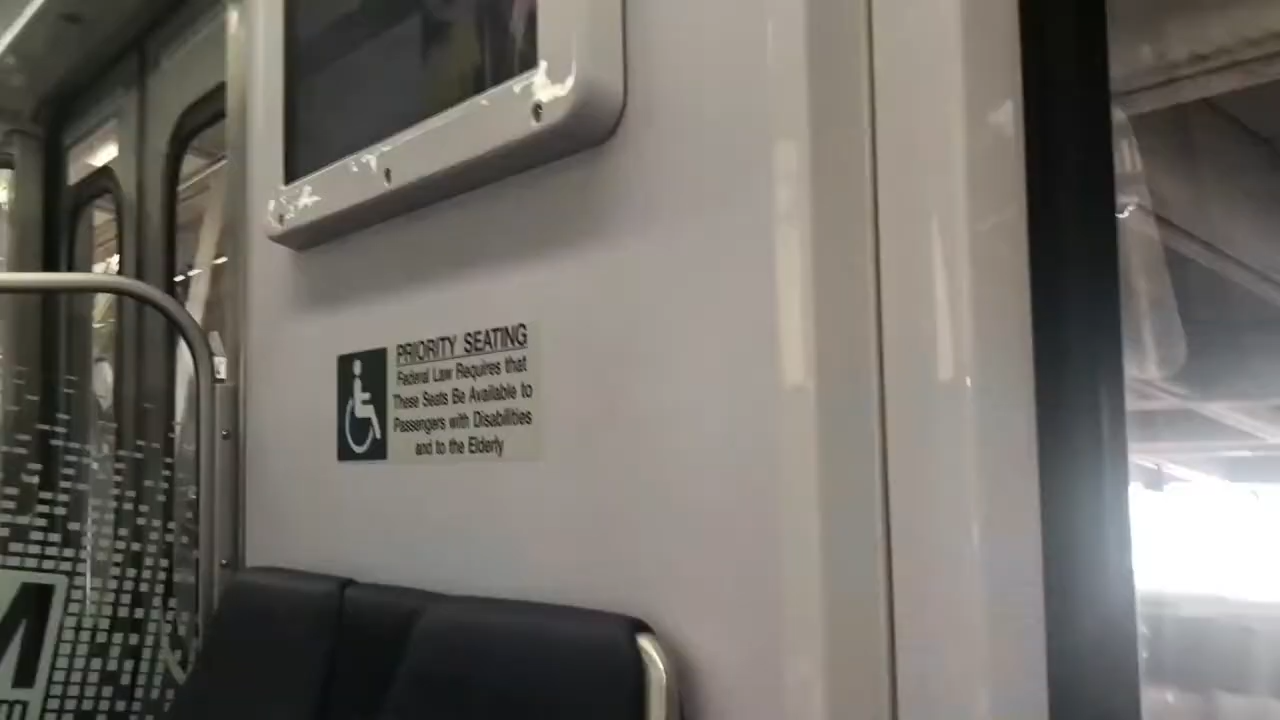 PRIORITY SEATING
Federal Law Requires that
These Seats Be Available to
Passengers with Disabilities
and to the Elderly
M